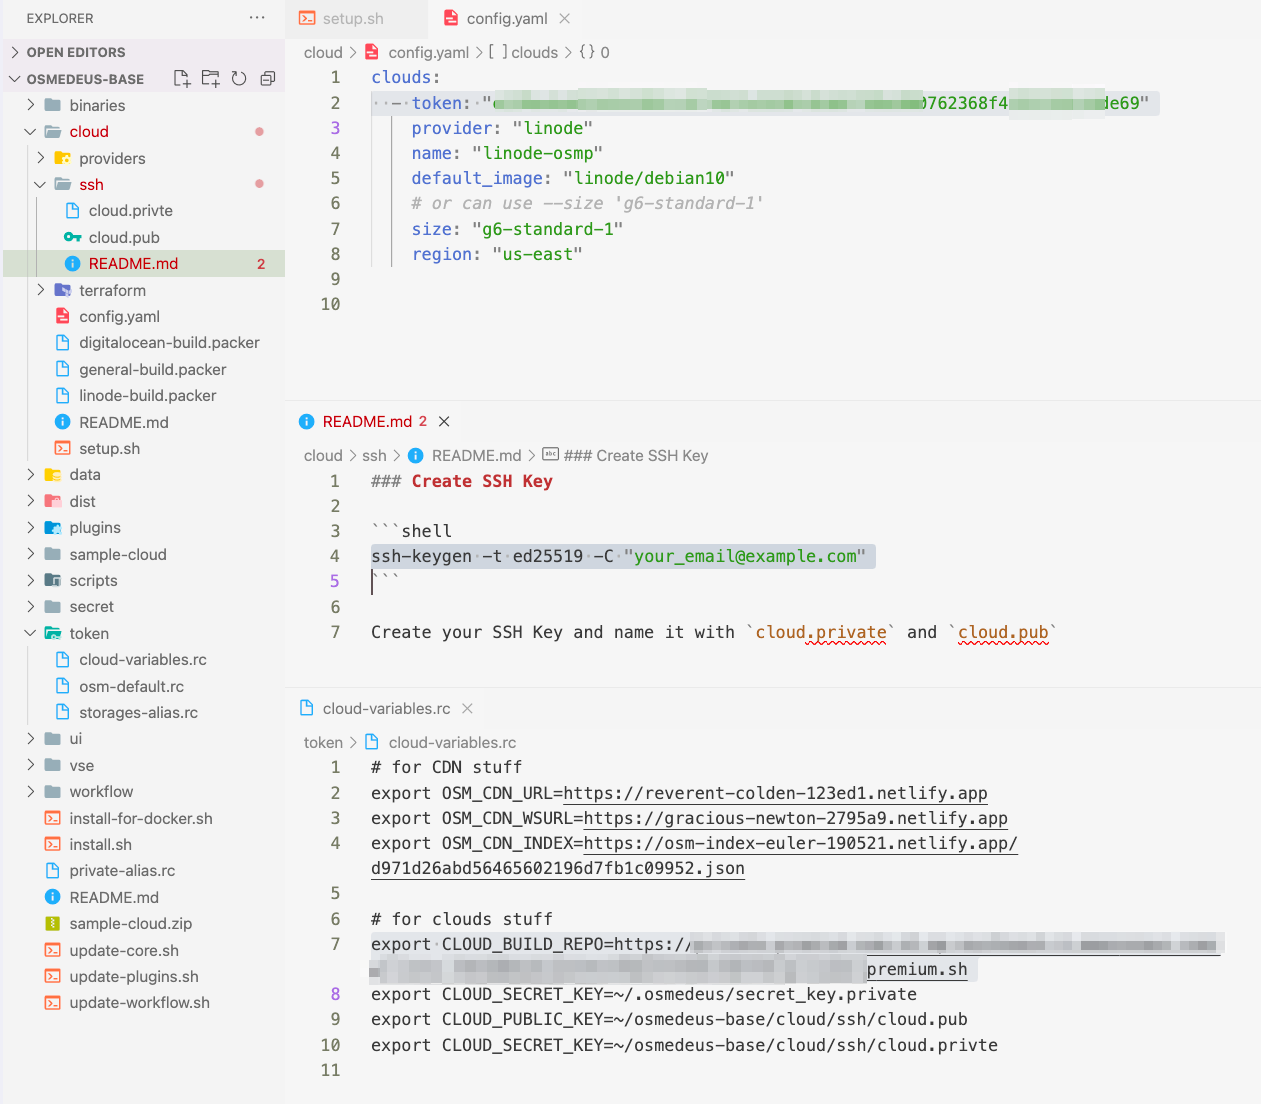 EXPLORER
OPEN EDITORS
OSMEDEUS-BASE
binaries
cloud
providers
ssh
cloud.privte
cloud.pub
README.md 2
terraform
config.yaml
digitalocean-build.packer
general-build.packer
linode-build.packer
README.md
setup.sh
data
dist
plugins
sample-cloud
scripts
secret
token
cloud-variables.rc
osm-default.rc
storages-alias.rc
ui
vse
workflow
install-for-docker.sh
install.sh
private-alias.rc
README.md
sample-cloud.zip
update-core.sh
update-plugins.sh
update-workflow.sh
setup.sh
config.yaml
cloud > config.yaml > [ ] clouds > {} 0
1 clouds:
2 - token: " 0762368f4 de69"
3 provider: "linode"
4 name: "linode-osmp"
5 default_image: "linode/debian10"
6 # or can use --size 'g6-standard-1'
7 size: "g6-standard-1"
8 region: "us-east"
9
10
README.md 2
cloud > ssh > README.md > ### Create SSH Key
1 ### Create SSH Key
2
3 ```shell
4 ssh-keygen -t ed25519 -C "your_email@example.com"
5 ```
6
7 Create your SSH Key and name it with `cloud.private` and `cloud.pub`
cloud-variables.rc
token > cloud-variables.rc
1 # for CDN stuff
2 export OSM_CDN_URL=https://reverent-colden-123ed1.netlify.app
3 export OSM_CDN_WSURL=https://gracious-newton-2795a9.netlify.app
4 export OSM_CDN_INDEX=https://osm-index-euler-190521.netlify.app/
d971d26abd56465602196d7fb1c09952.json
5
6 # for clouds stuff
7 export CLOUD_BUILD_REPO=https://
premium.sh
8 export CLOUD_SECRET_KEY=~/.osmedeus/secret_key.private
9 export CLOUD_PUBLIC_KEY=~/osmedeus-base/cloud/ssh/cloud.pub
10 export CLOUD_SECRET_KEY=~/osmedeus-base/cloud/ssh/cloud.privte
11